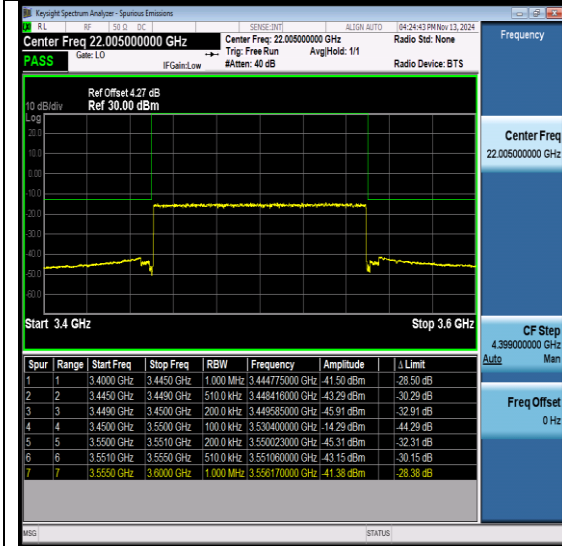 Keysight Spectrum Analyzer - Spurious Emissions
RL RF 50 Ω DC SENSE:INT ALIGN AUTO 04:24:43 PM Nov 13, 2024
Center Freq 22.005000000 GHz Center Freq: 22.005000000 GHz Radio Std: None Frequency
Gate: LO Trig: Free Run Avg|Hold: 1/1
PASS IFGain:Low #Atten: 40 dB Radio Device: BTS
Ref Offset 4.27 dB
10 dB/div Ref 30.00 dBm
Log
20.0
10.0
0.00
-10.0
-20.0
-30.0
-40.0
-50.0
-60.0
Center Freq
22.005000000 GHz
Start 3.4 GHz Stop 3.6 GHz
CF Step
4.399000000 GHz
Auto Man
Freq Offset
0 Hz
Spur Range Start Freq Stop Freq RBW Frequency Amplitude Δ Limit
1 1 3.4000 GHz 3.4450 GHz 1.000 MHz 3.444775000 GHz -41.50 dBm -28.50 dB
2 2 3.4450 GHz 3.4490 GHz 510.0 kHz 3.448416000 GHz -43.29 dBm -30.29 dB
3 3 3.4490 GHz 3.4500 GHz 200.0 kHz 3.449585000 GHz -45.91 dBm -32.91 dB
4 4 3.4500 GHz 3.5500 GHz 100.0 kHz 3.530400000 GHz -14.29 dBm -44.29 dB
5 5 3.5500 GHz 3.5510 GHz 200.0 kHz 3.550023000 GHz -45.31 dBm -32.31 dB
6 6 3.5510 GHz 3.5550 GHz 510.0 kHz 3.551060000 GHz -43.15 dBm -30.15 dB
7 7 3.5550 GHz 3.6000 GHz 1.000 MHz 3.556170000 GHz -41.38 dBm -28.38 dB
MSG STATUS